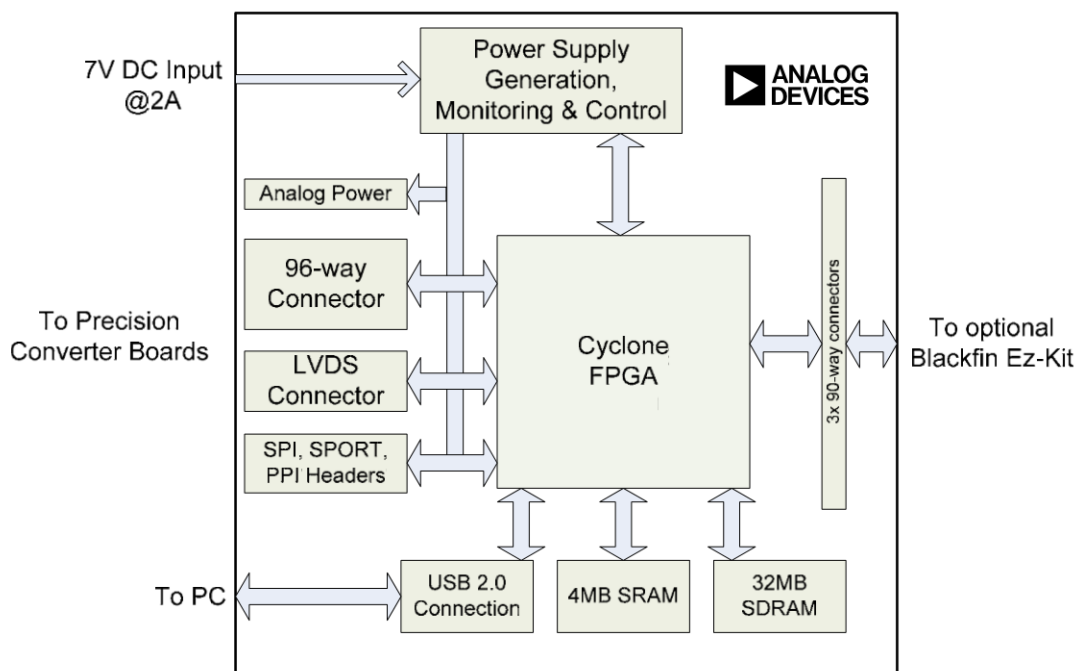 7V DC Input
@2A
Power Supply
Generation,
Monitoring & Control
ANALOG
DEVICES
Analog Power
96-way
Connector
To Precision
Converter Boards
LVDS
Connector
SPI, SPORT,
PPI Headers
Cyclone
FPGA
3x 90-way connectors
To optional
Blackfin Ez-Kit
To PC
USB 2.0
Connection
4MB SRAM
32MB
SDRAM